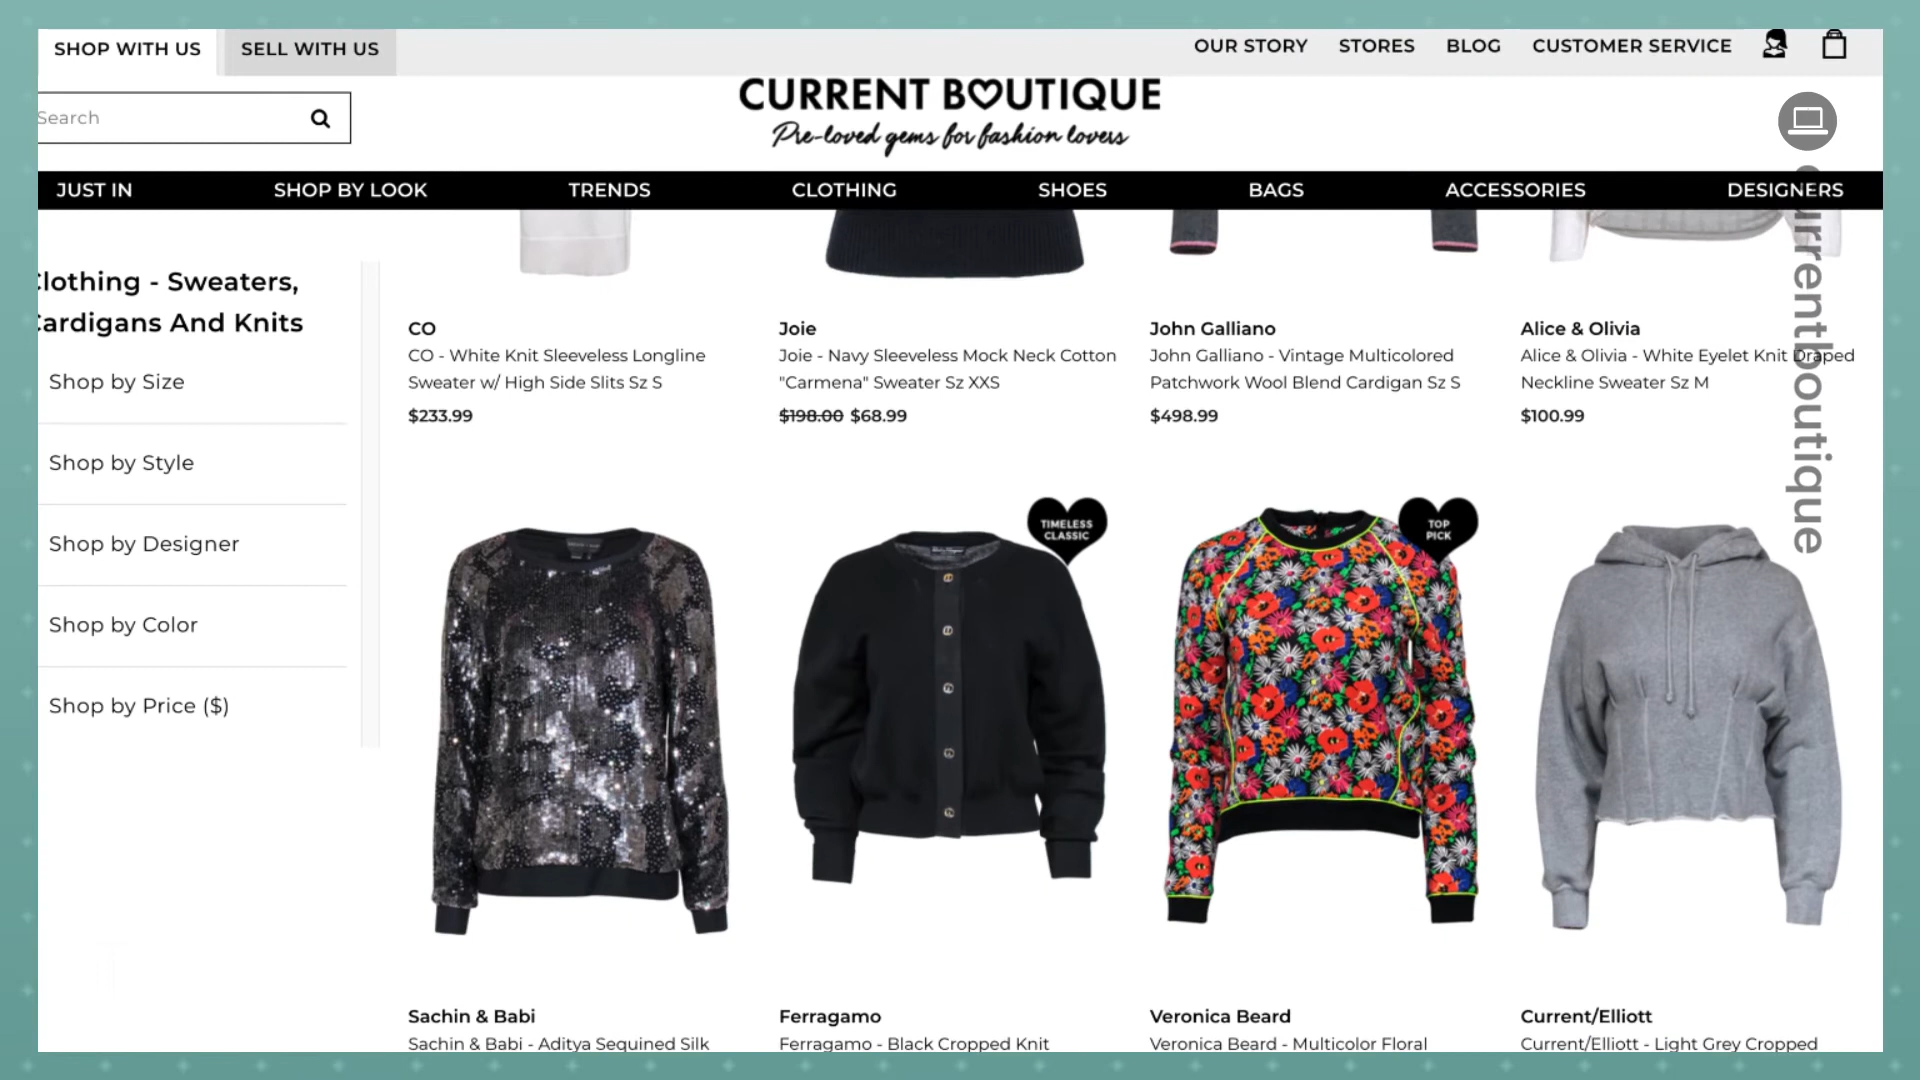 SHOP WITH US
SELL WITH US
OUR STORY
STORES
BLOG
CUSTOMER SERVICE
Search
CURRENT BOUTIQUE
Pre-loved gems for fashion lovers
JUST IN
SHOP BY LOOK
TRENDS
CLOTHING
SHOES
BAGS
ACCESSORIES
DESIGNERS
Clothing - Sweaters,
Cardigans And Knits
Shop by Size
Shop by Style
Shop by Designer
Shop by Color
Shop by Price ($)
CO
CO - White Knit Sleeveless Longline
Sweater w/ High Side Slits Sz S
$233.99
Joie
Joie - Navy Sleeveless Mock Neck Cotton
"Carmena" Sweater Sz XXS
$198.00 $68.99
John Galliano
John Galliano - Vintage Multicolored
Patchwork Wool Blend Cardigan Sz S
$498.99
Alice & Olivia
Alice & Olivia - White Eyelet Knit Draped
Neckline Sweater Sz M
$100.99
currentboutique
TIMELESS
CLASSIC
TOP
PICK
Sachin & Babi
Sachin & Babi - Aditya Sequined Silk
Ferragamo
Ferragamo - Black Cropped Knit
Veronica Beard
Veronica Beard - Multicolor Floral
Current/Elliott
Current/Elliott - Light Grey Cropped